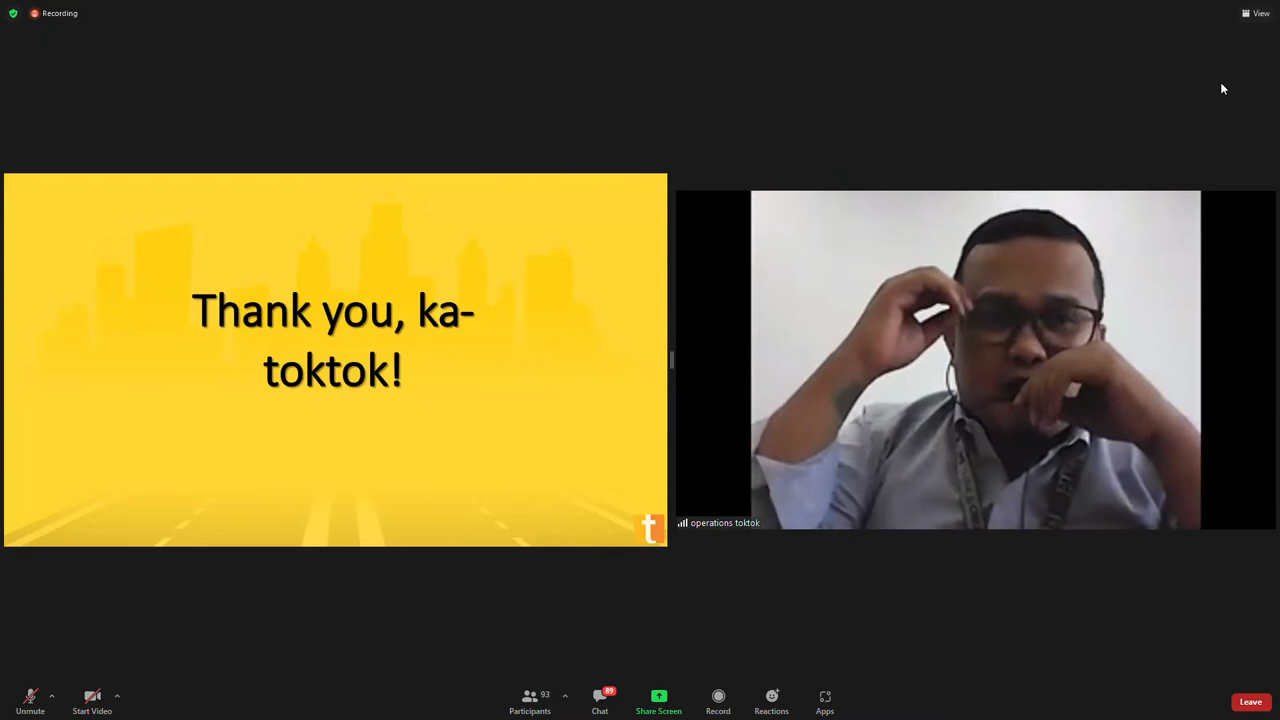 Recording
View
Thank you, ka-
toktok!
t
operations toktok
93
89
Unmute
Start Video
Participants
Chat
Share Screen
Record
Reactions
Apps
Leave